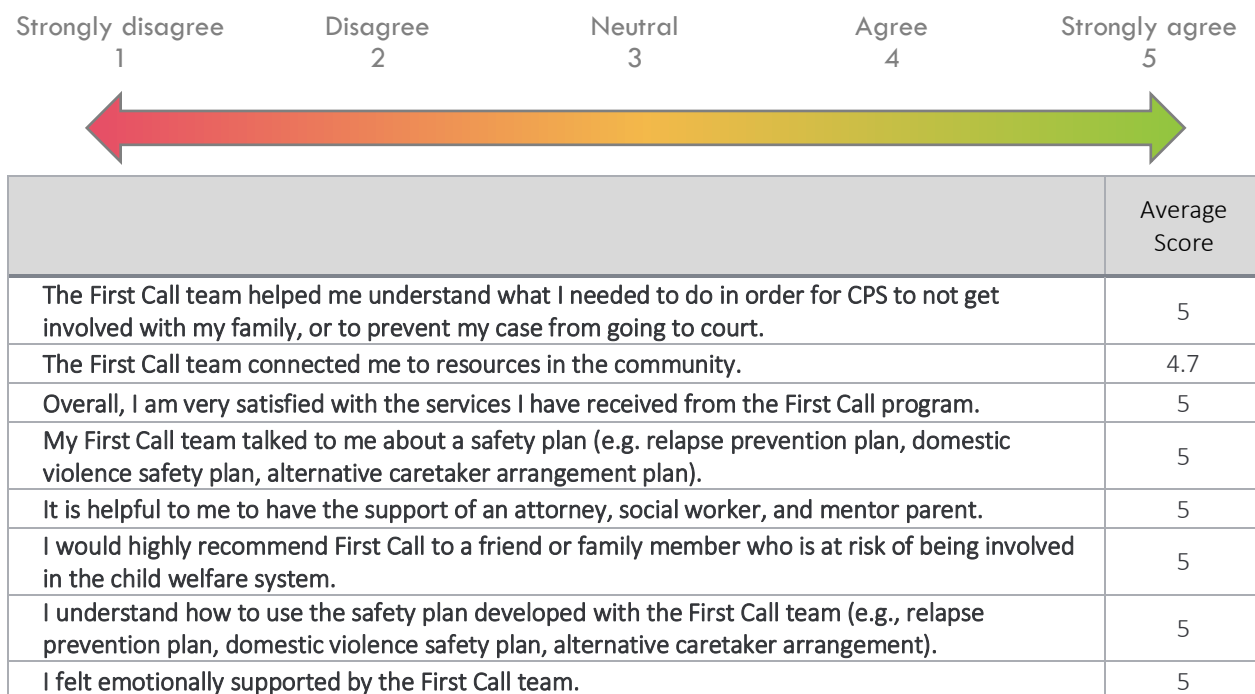 Strongly disagree Disagree Neutral Agree Strongly agree
1 2 3 4 5
Average
Score
The First Call team helped me understand what I needed to do in order for CPS to not get
involved with my family, or to prevent my case from going to court.
5
The First Call team connected me to resources in the community. 4.7
Overall, I am very satisfied with the services I have received from the First Call program. 5
My First Call team talked to me about a safety plan (e.g. relapse prevention plan, domestic
violence safety plan, alternative caretaker arrangement plan).
5
It is helpful to me to have the support of an attorney, social worker, and mentor parent. 5
I would highly recommend First Call to a friend or family member who is at risk of being involved
in the child welfare system.
5
I understand how to use the safety plan developed with the First Call team (e.g., relapse
prevention plan, domestic violence safety plan, alternative caretaker arrangement).
5
I felt emotionally supported by the First Call team. 5